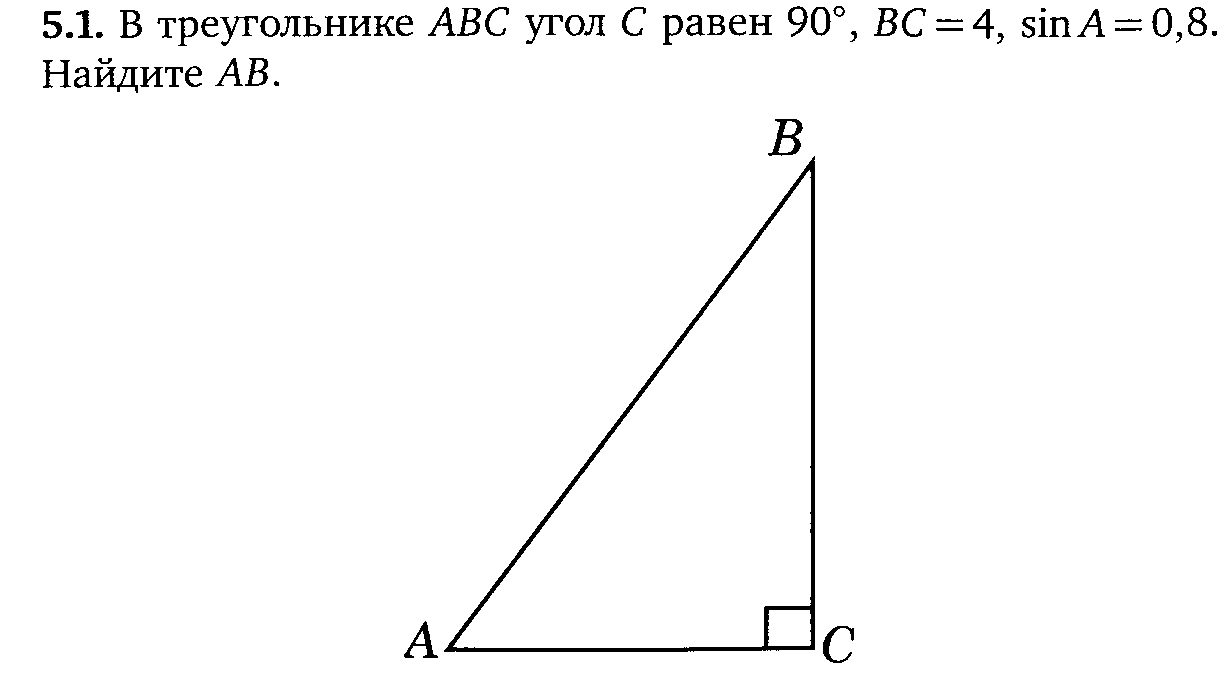 5.1. В треугольнике ABC угол C равен 90°, BC = 4, sin A = 0,8.
Найдите AB.
B
A
C